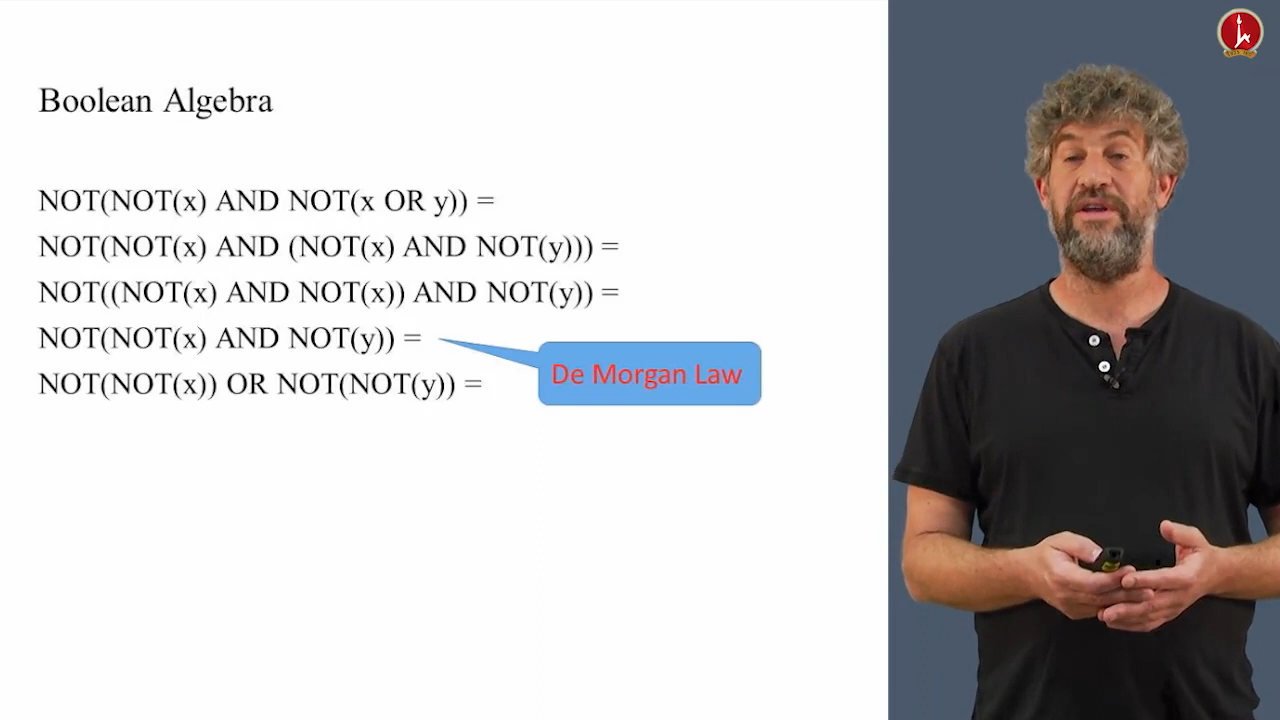 Boolean Algebra
NOT(NOT(x) AND NOT(x OR y)) =
NOT(NOT(x) AND (NOT(x) AND NOT(y))) =
NOT((NOT(x) AND NOT(x)) AND NOT(y)) =
NOT(NOT(x) AND NOT(y)) =
De Morgan Law
NOT(NOT(x)) OR NOT(NOT(y)) =